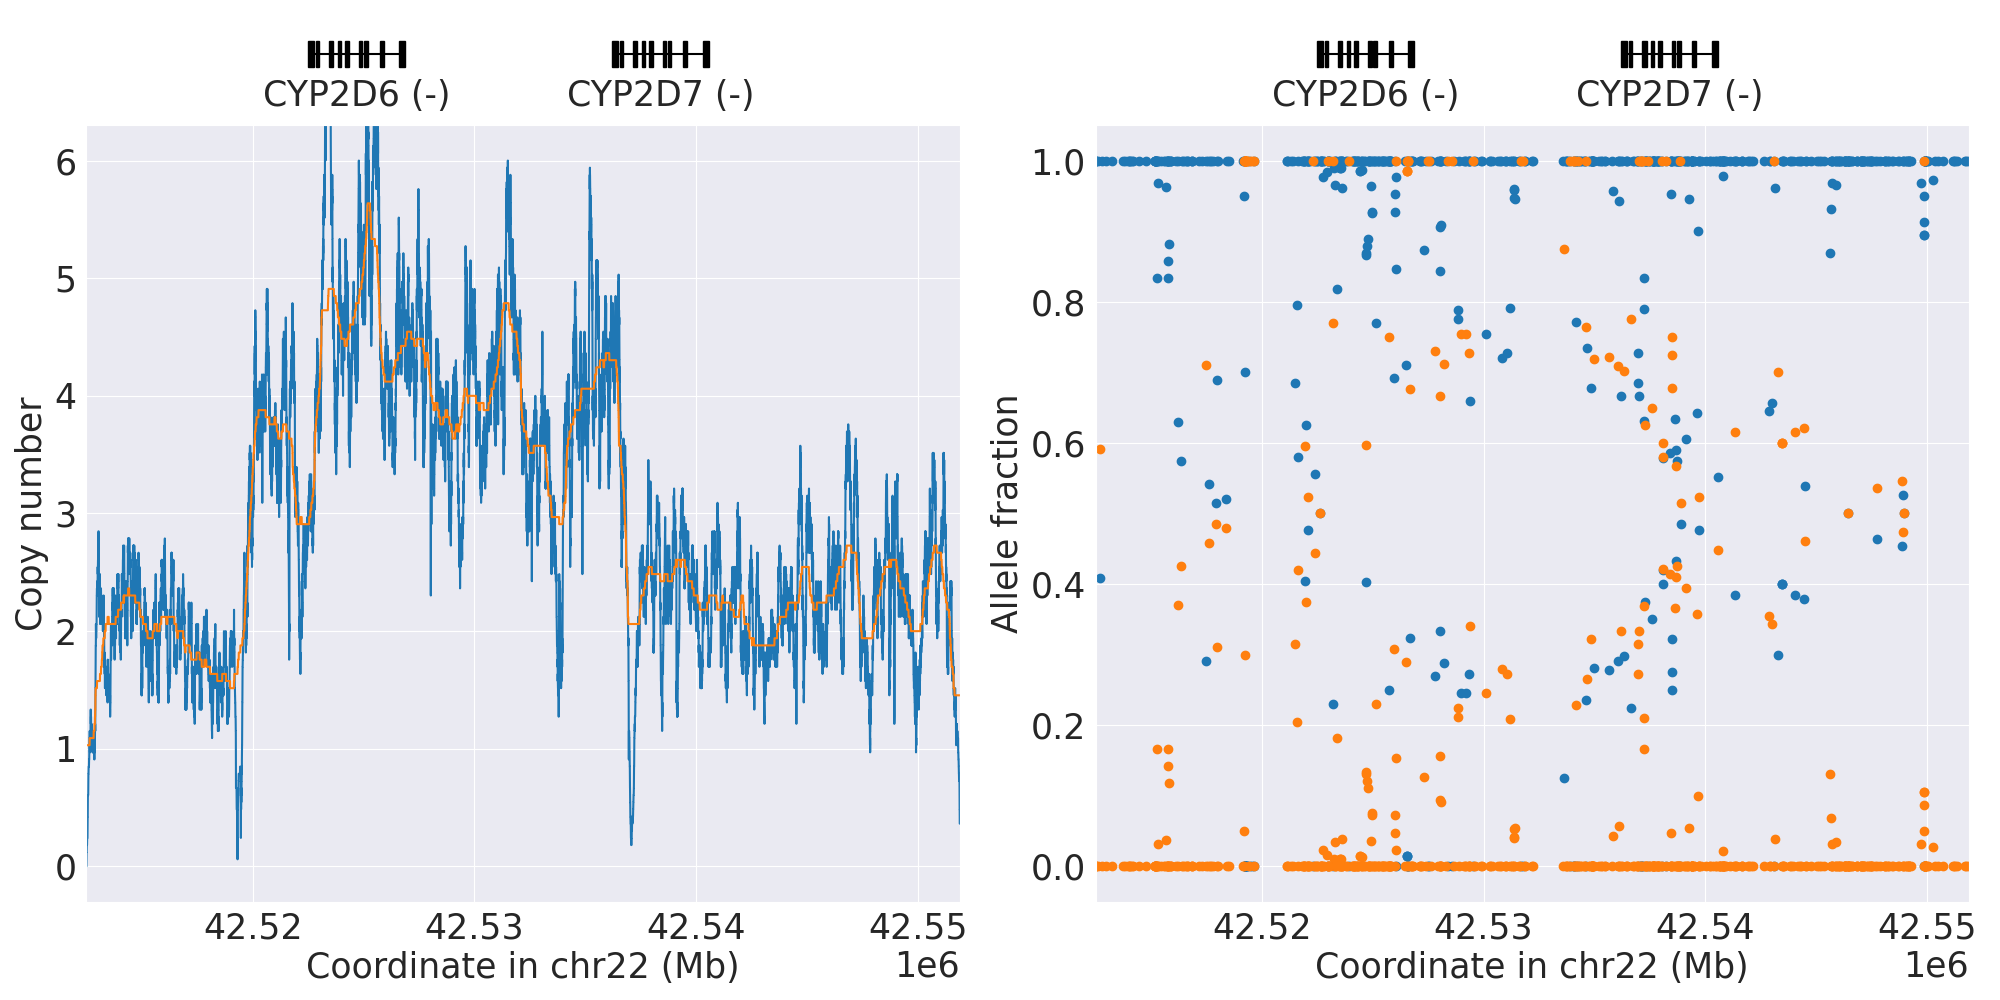 CYP2D6 (-) CYP2D7 (-)
Copy number
6
5
4
3
2
1
0
42.52 42.53 42.54 42.55
Coordinate in chr22 (Mb)
1e6
CYP2D6 (-) CYP2D7 (-)
Allele fraction
1.0
0.8
0.6
0.4
0.2
0.0
42.52 42.53 42.54 42.55
Coordinate in chr22 (Mb)
1e6